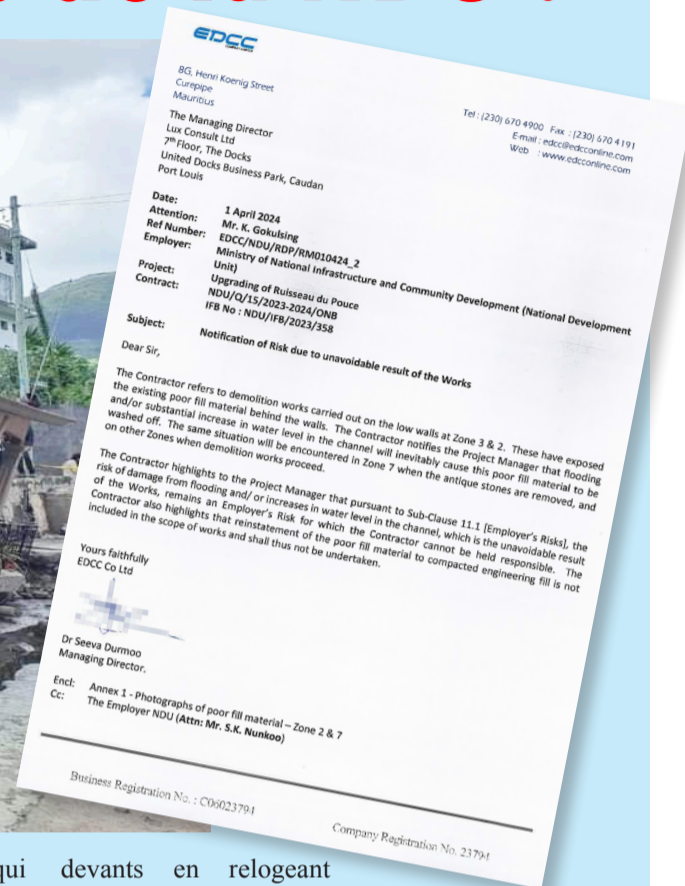 EDCC
COMPANY LIMITED
8G, Henri Koenig Street
Curepipe
Mauritius
Tel : (230) 670 4900 Fax : (230) 670 4191
E-mail : edcc@edcconline.com
Web : www.edcconline.com
The Managing Director
Lux Consult Ltd
7th Floor, The Docks
United Docks Business Park, Caudan
Port Louis
Date: 1 April 2024
Attention: Mr. K. Gokulsing
Ref Number: EDCC/NDU/RDP/RM010424_2
Employer: Ministry of National Infrastructure and Community Development (National Development
Unit)
Project: Upgrading of Ruisseau du Pouce
Contract: NDU/Q/15/2023-2024/ONB
IFB No : NDU/IFB/2023/358
Subject: Notification of Risk due to unavoidable result of the Works
Dear Sir,
The Contractor refers to demolition works carried out on the low walls at Zone 3 & 2. These have exposed
the existing poor fill material behind the walls. The Contractor notifies the Project Manager that flooding
and/or substantial increase in water level in the channel will inevitably cause this poor fill material to be
washed off. The same situation will be encountered in Zone 7 when the antique stones are removed, and
on other Zones when demolition works proceed.
The Contractor highlights to the Project Manager that pursuant to Sub-Clause 11.1 [Employer's Risks], the
risk of damage from flooding and/ or increases in water level in the channel, which is the unavoidable result
of the Works, remains an Employer's Risk for which the Contractor cannot be held responsible. The
Contractor also highlights that reinstatement of the poor fill material to compacted engineering fill is not
included in the scope of works and shall thus not be undertaken.
Yours faithfully
EDCC Co Ltd
Dr Seeva Durmoo
Managing Director.
Encl: Annex 1 - Photographs of poor fill material – Zone 2 & 7
Cc: The Employer NDU (Attn: Mr. S.K. Nunkoo)
Business Registration No. : C06023794
Company Registration No. 23794
qui devants en relogeant